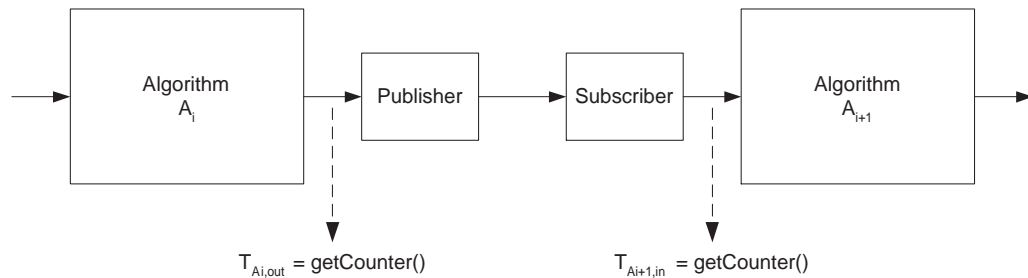 Algorithm
A_i
Publisher
Subscriber
Algorithm
A_i+1
T_Ai,out = getCounter()
T_Ai+1,in = getCounter()